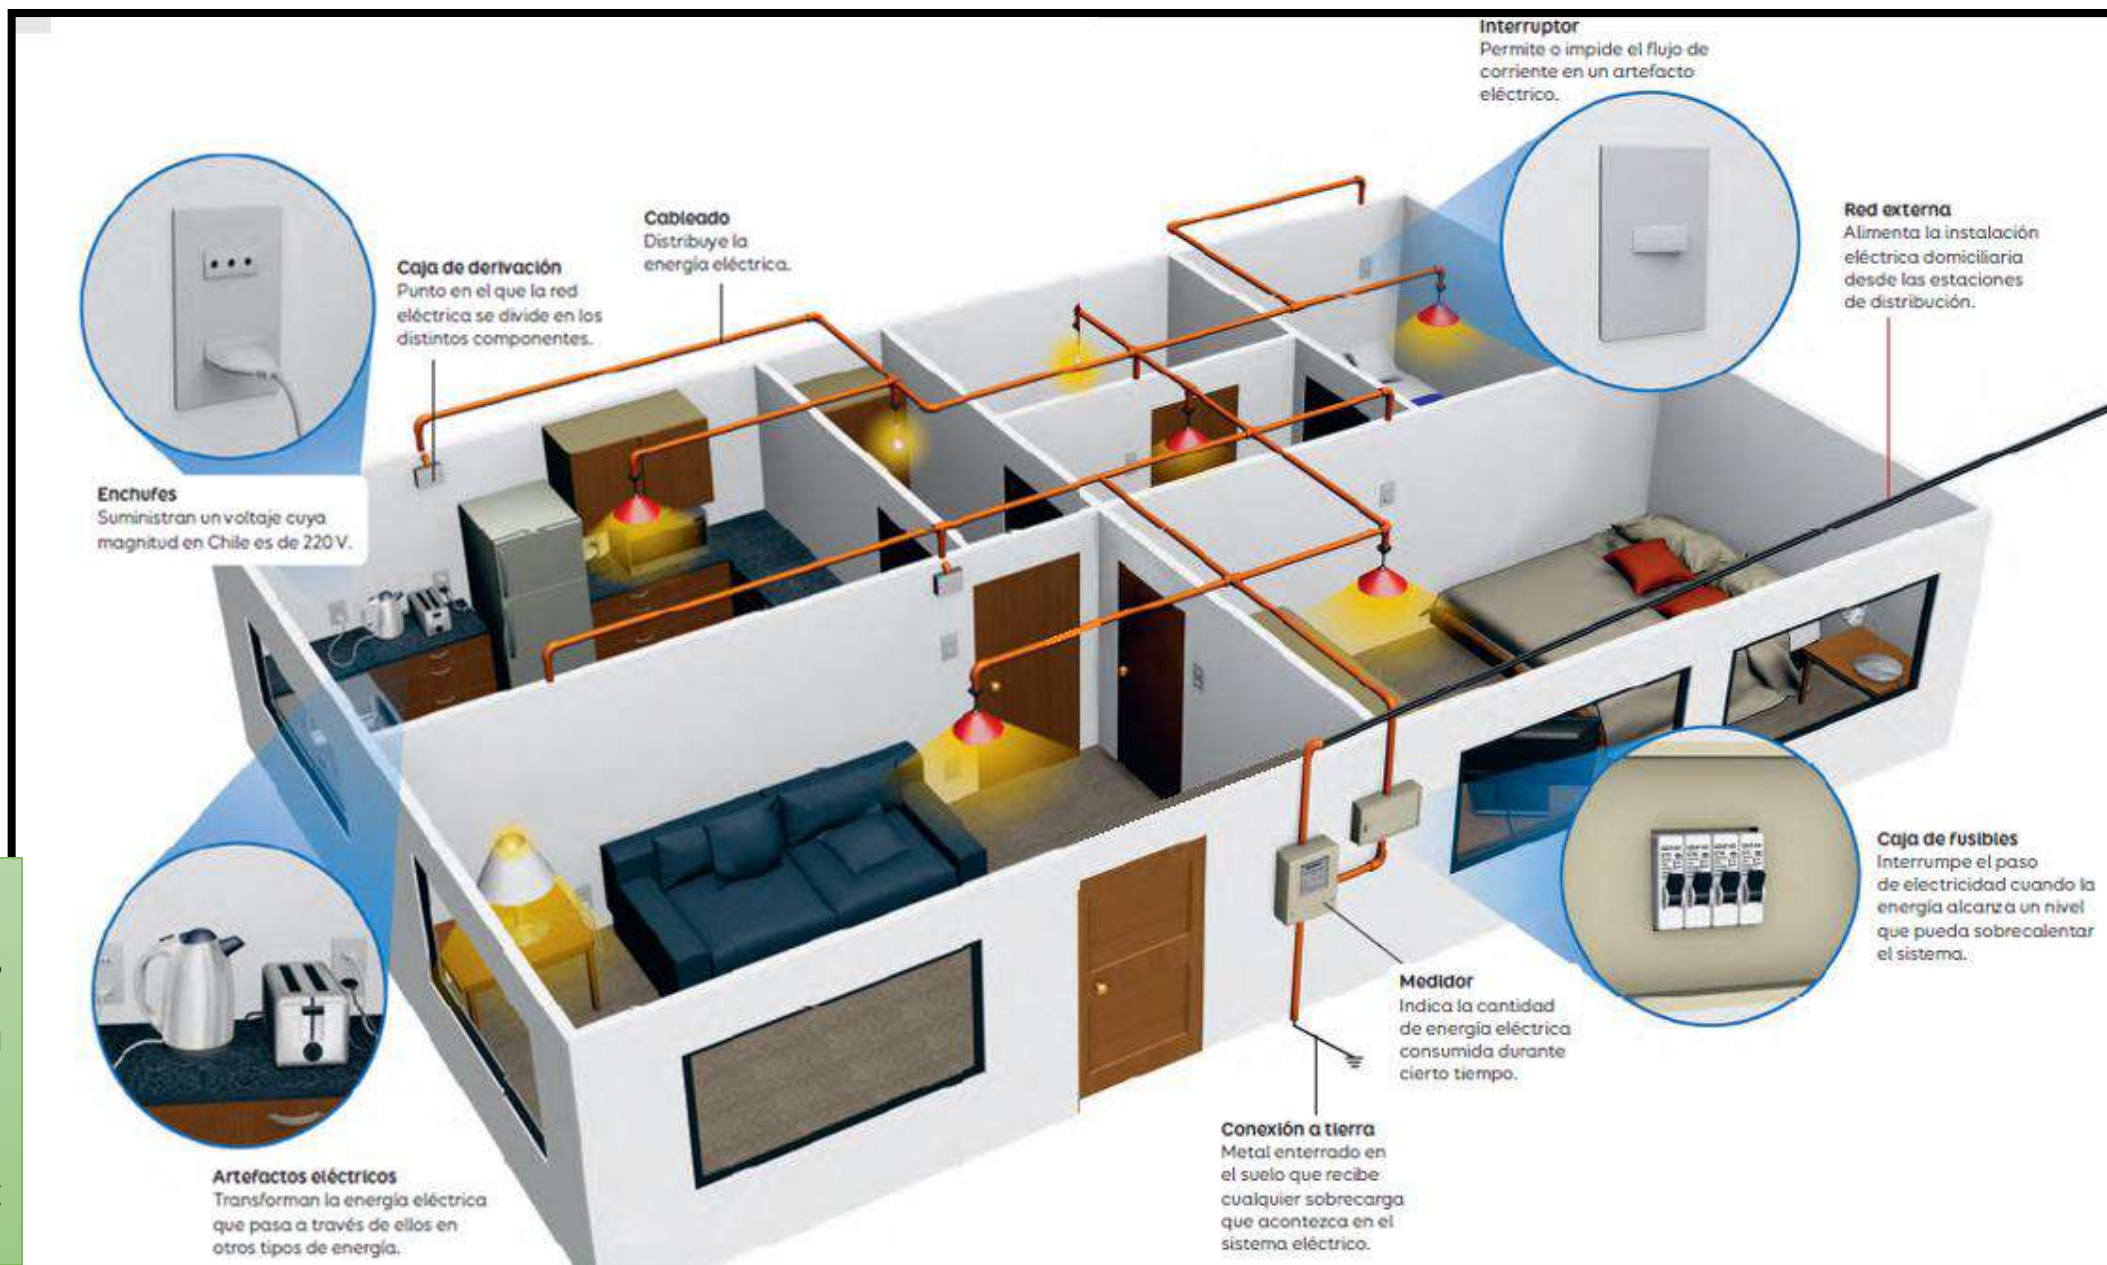 Interruptor
Permite o impide el flujo de
corriente en un artefacto
eléctrico.
Cableado
Distribuye la
energía eléctrica.
Red externa
Alimenta la instalación
eléctrica domiciliaria
desde las estaciones
de distribución.
Caja de derivación
Punto en el que la red
eléctrica se divide en los
distintos componentes.
Enchufes
Suministran un voltaje cuya
magnitud en Chile es de 220 V.
Caja de fusibles
Interrumpe el paso
de electricidad cuando la
energía alcanza un nivel
que pueda sobrecalentar
el sistema.
Medidor
Indica la cantidad
de energía eléctrica
consumida durante
cierto tiempo.
Conexión a tierra
Metal enterrado en
el suelo que recibe
cualquier sobrecarga
que acontezca en el
sistema eléctrico.
Artefactos eléctricos
Transforman la energía eléctrica
que pasa a través de ellos en
otros tipos de energía.